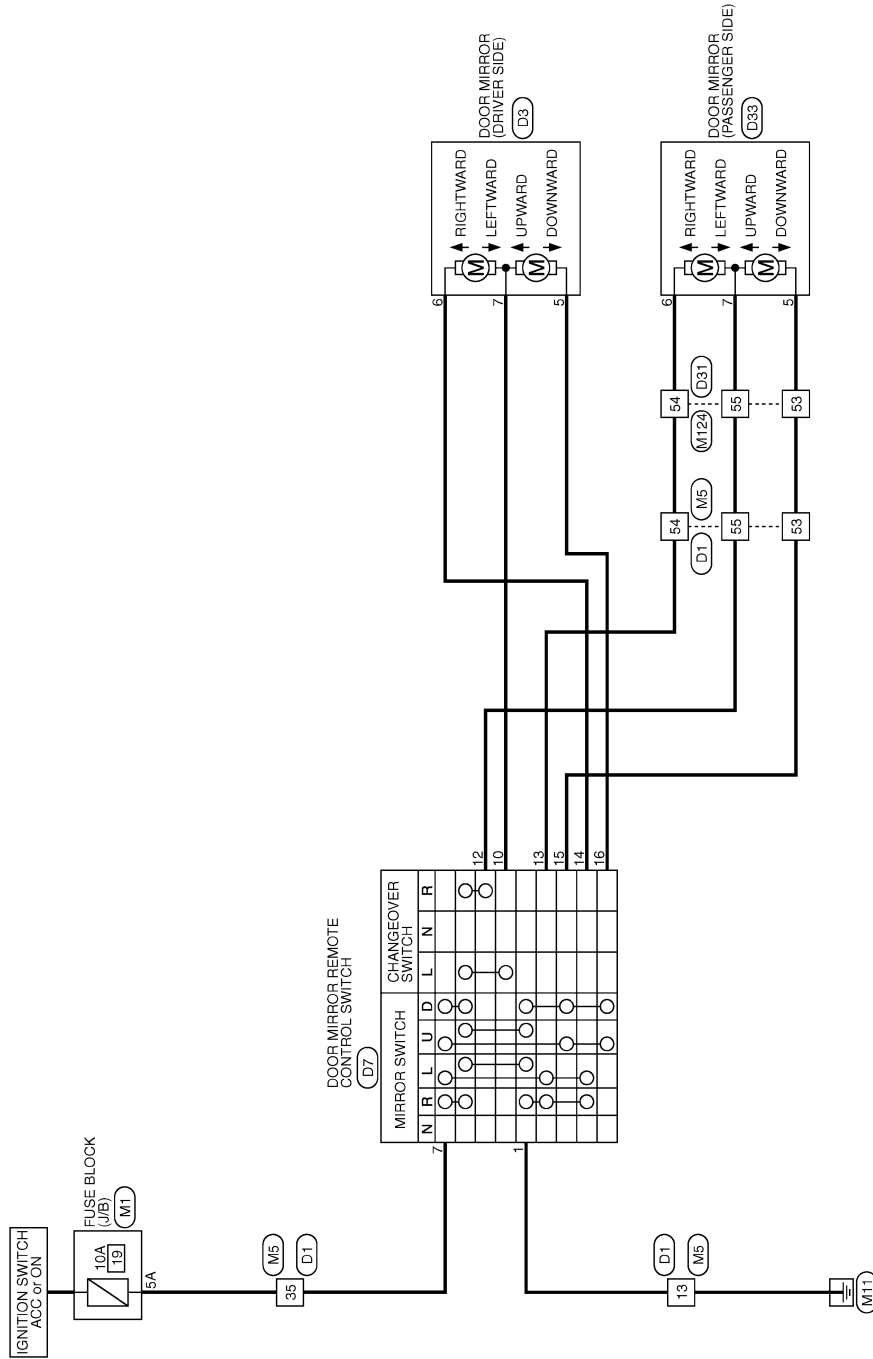 IGNITION SWITCH
ACC or ON
FUSE BLOCK
(J/B)
M1
10A
19
5A
35
M5
D1
7
1
13
D1
M5
M11
DOOR MIRROR REMOTE
CONTROL SWITCH
D7
MIRROR SWITCH
CHANGEOVER
SWITCH
N R L U D L N R
12
10
13
15
14
16
54
55
53
D1
M5
54
55
53
M124
D31
DOOR MIRROR
(DRIVER SIDE)
D3
6
7
5
M
M
RIGHTWARD
LEFTWARD
UPWARD
DOWNWARD
DOOR MIRROR
(PASSENGER SIDE)
D33
6
7
5
M
M
RIGHTWARD
LEFTWARD
UPWARD
DOWNWARD